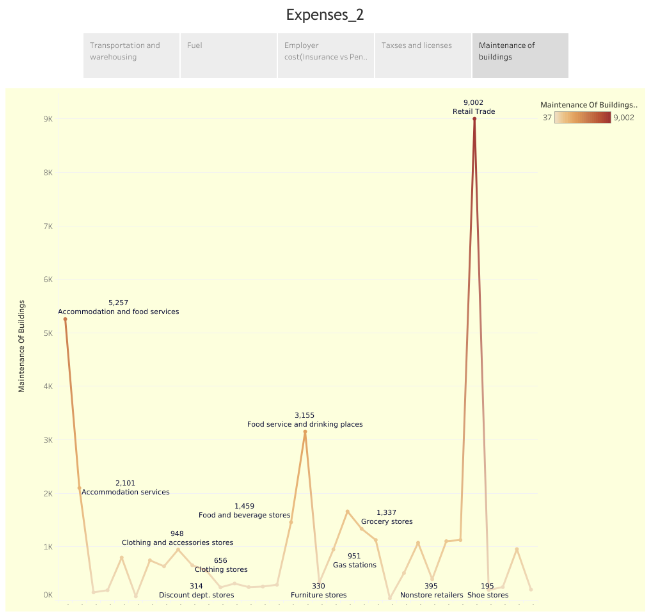 Expenses_2
Transportation and
warehousing
Fuel
Employer
cost(Insurance vs Pen..
Taxses and licenses
Maintenance of
buildings
Maintenance Of Buildings..
37
9,002
9,002
Retail Trade
9K
8K
7K
6K
5,257
Accommodation and food services
5K
Maintenance Of Buildings
4K
3,155
Food service and drinking places
3K
2,101
Accommodation services
2K
1,459
Food and beverage stores
1,337
Grocery stores
948
Clothing and accessories stores
1K
951
Gas stations
656
Clothing stores
314
Discount dept. stores
330
Furniture stores
395
Nonstore retailers
195
Shoe stores
0K